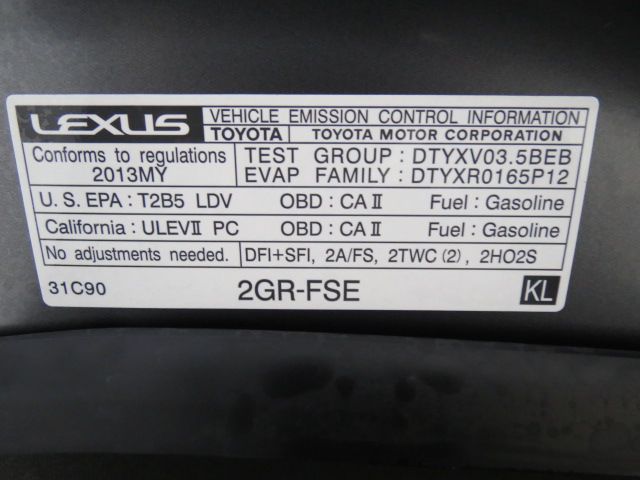 LEXUS VEHICLE EMISSION CONTROL INFORMATION
TOYOTA TOYOTA MOTOR CORPORATION
Conforms to regulations
2013MY
TEST GROUP : DTYXV03.5BEB
EVAP FAMILY : DTYXR0165P12
U.S. EPA : T2B5 LDV OBD : CA II Fuel : Gasoline
California : ULEVII PC OBD : CA II Fuel : Gasoline
No adjustments needed. DFI+SFI, 2A/FS, 2TWC (2), 2HO2S
31C90 2GR-FSE KL